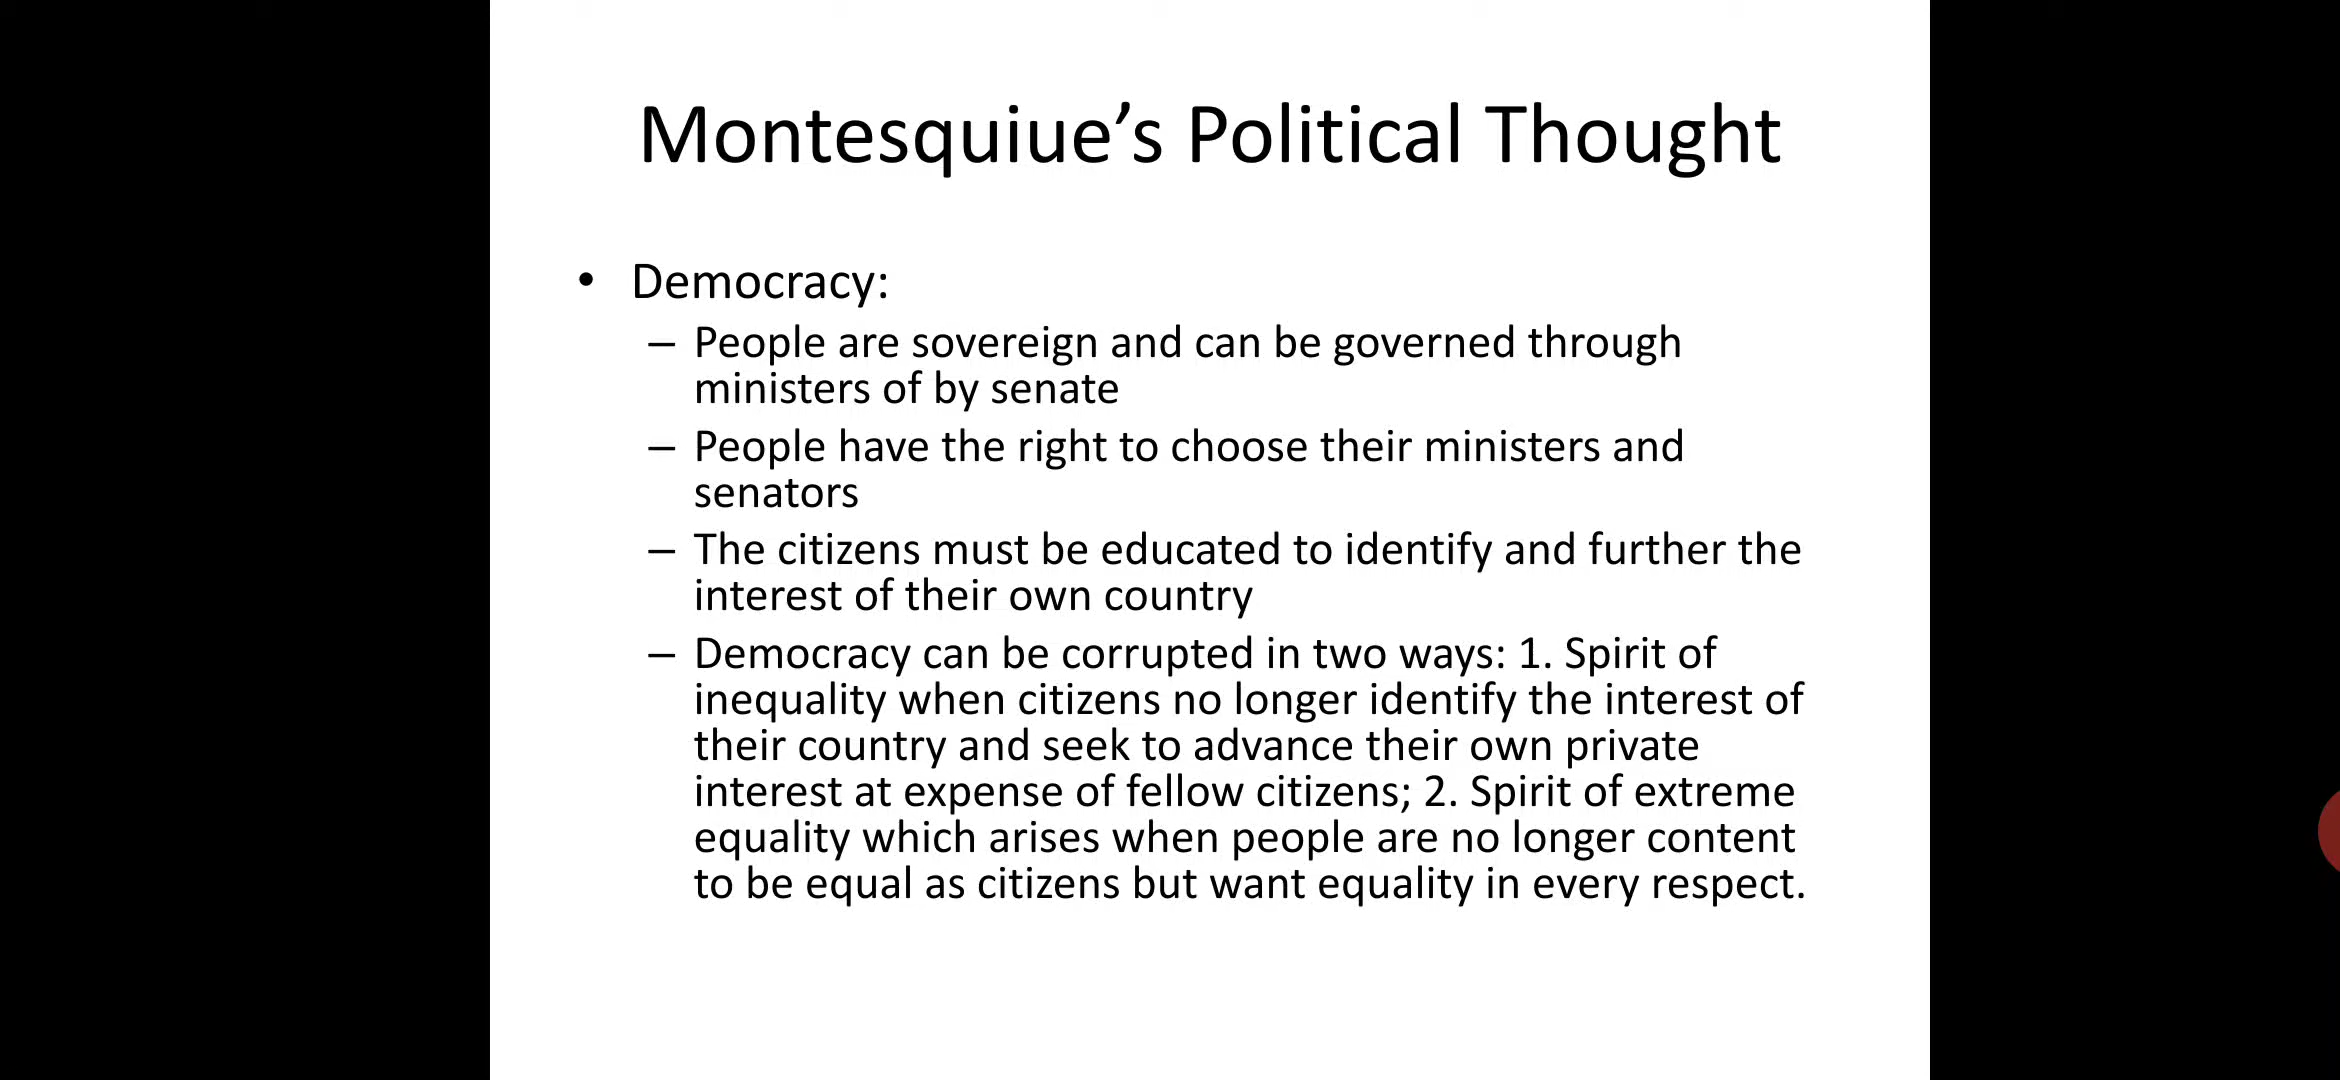 Montesquiue’s Political Thought
• Democracy:
– People are sovereign and can be governed through
ministers of by senate
– People have the right to choose their ministers and
senators
– The citizens must be educated to identify and further the
interest of their own country
– Democracy can be corrupted in two ways: 1. Spirit of
inequality when citizens no longer identify the interest of
their country and seek to advance their own private
interest at expense of fellow citizens; 2. Spirit of extreme
equality which arises when people are no longer content
to be equal as citizens but want equality in every respect.